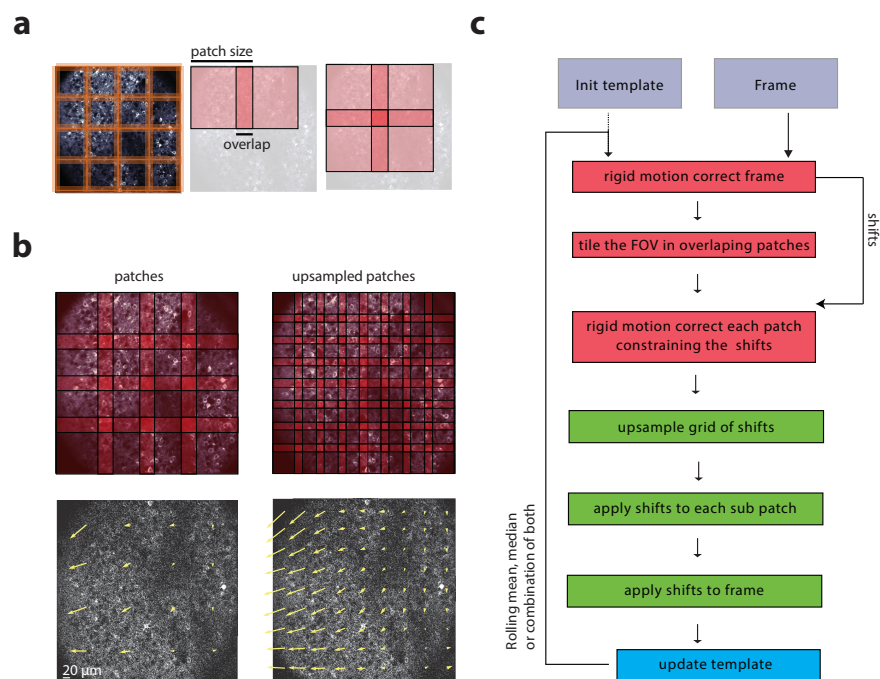 a
patch size
overlap
b
patches
upsampled patches
20 µm
c
Init template
Frame
rigid motion correct frame
shifts
tile the FOV in overlaping patches
rigid motion correct each patch
constraining the shifts
upsample grid of shifts
apply shifts to each sub patch
apply shifts to frame
update template
Rolling mean, median
or combination of both